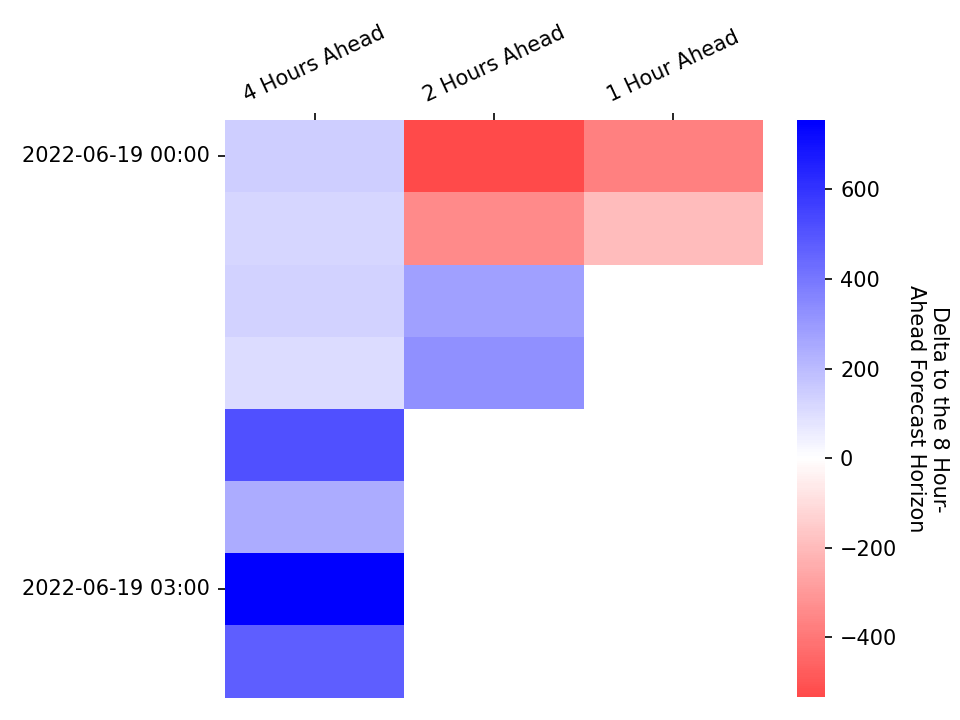 4 Hours Ahead
2 Hours Ahead
1 Hour Ahead
2022-06-19 00:00
2022-06-19 03:00
600
400
200
0
−200
−400
Delta to the 8 Hour-
Ahead Forecast Horizon